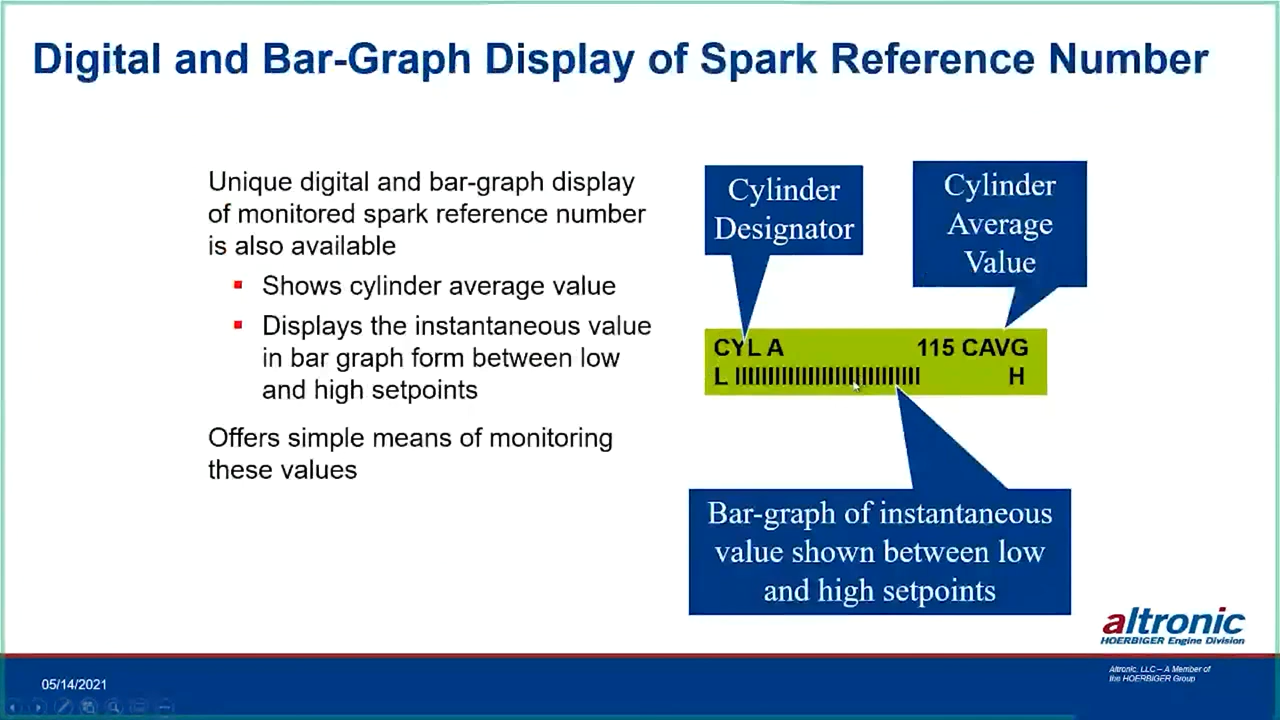 Digital and Bar-Graph Display of Spark Reference Number
Unique digital and bar-graph display
of monitored spark reference number
is also available
Shows cylinder average value
Displays the instantaneous value
in bar graph form between low
and high setpoints
Offers simple means of monitoring
these values
Cylinder
Designator
Cylinder
Average
Value
CYL A 115 CAVG
L ||||||||||||||||||||||||||||| H
Bar-graph of instantaneous
value shown between low
and high setpoints
altronic
HOERBIGER Engine Division
Altronic, LLC – A Member of
the HOERBIGER Group
05/14/2021